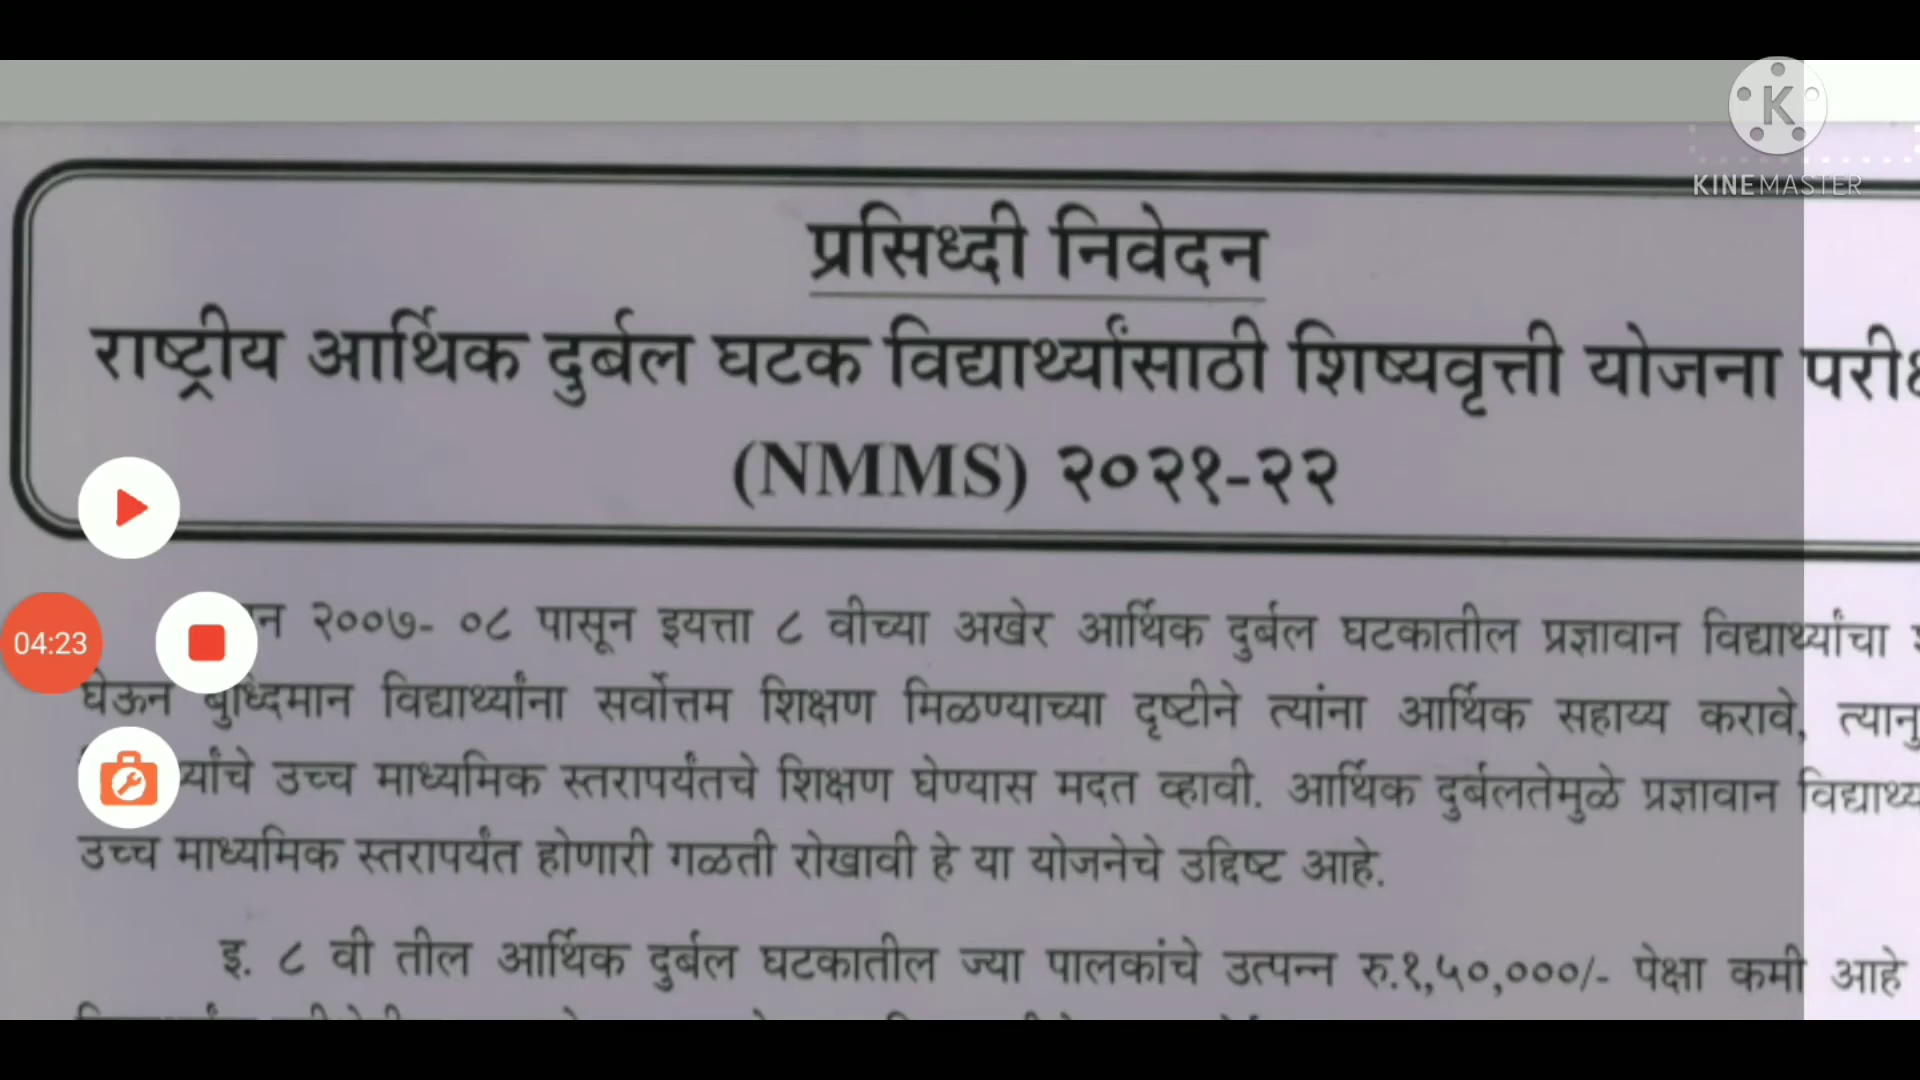 KINEMASTER
प्रसिध्दी निवेदन
राष्ट्रीय आर्थिक दुर्बल घटक विद्यार्थ्यांसाठी शिष्यवृत्ती योजना
(NMMS) २०२१-२२
२००७- ०८ पासून इयत्ता ८ वीच्या अखेर आर्थिक दुर्बल घटकातील प्रज्ञावान विद्यार्थ्यांचा
04:23
घेऊन बुध्दिमान विद्यार्थ्यांना सर्वोत्तम शिक्षण मिळण्याच्या दृष्टीने त्यांना आर्थिक सहाय्य करावे,
उच्च माध्यमिक स्तरापर्यंतचे शिक्षण घेण्यास मदत व्हावी. आर्थिक दुर्बलतेमुळे प्रज्ञावान
उच्च माध्यमिक स्तरापर्यंत होणारी गळती रोखावी हे या योजनेचे उद्दिष्ट आहे.
इ. ८ वी तील आर्थिक दुर्बल घटकातील ज्या पालकांचे उत्पन्न रु.१,५०,०००/- पेक्षा कमी आहे